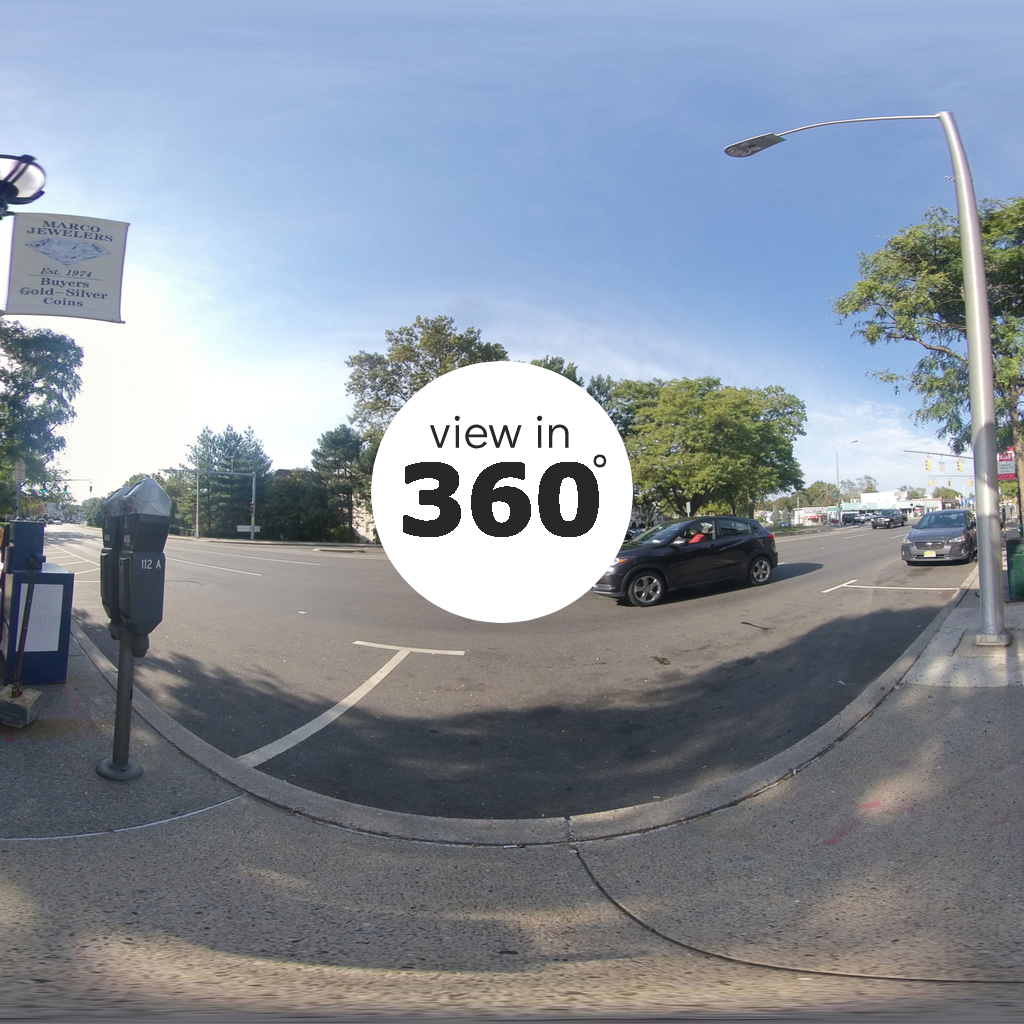 MARCO
JEWELERS
Est. 1974
Buyers
Gold-Silver
Coins
view in
360°
112 A